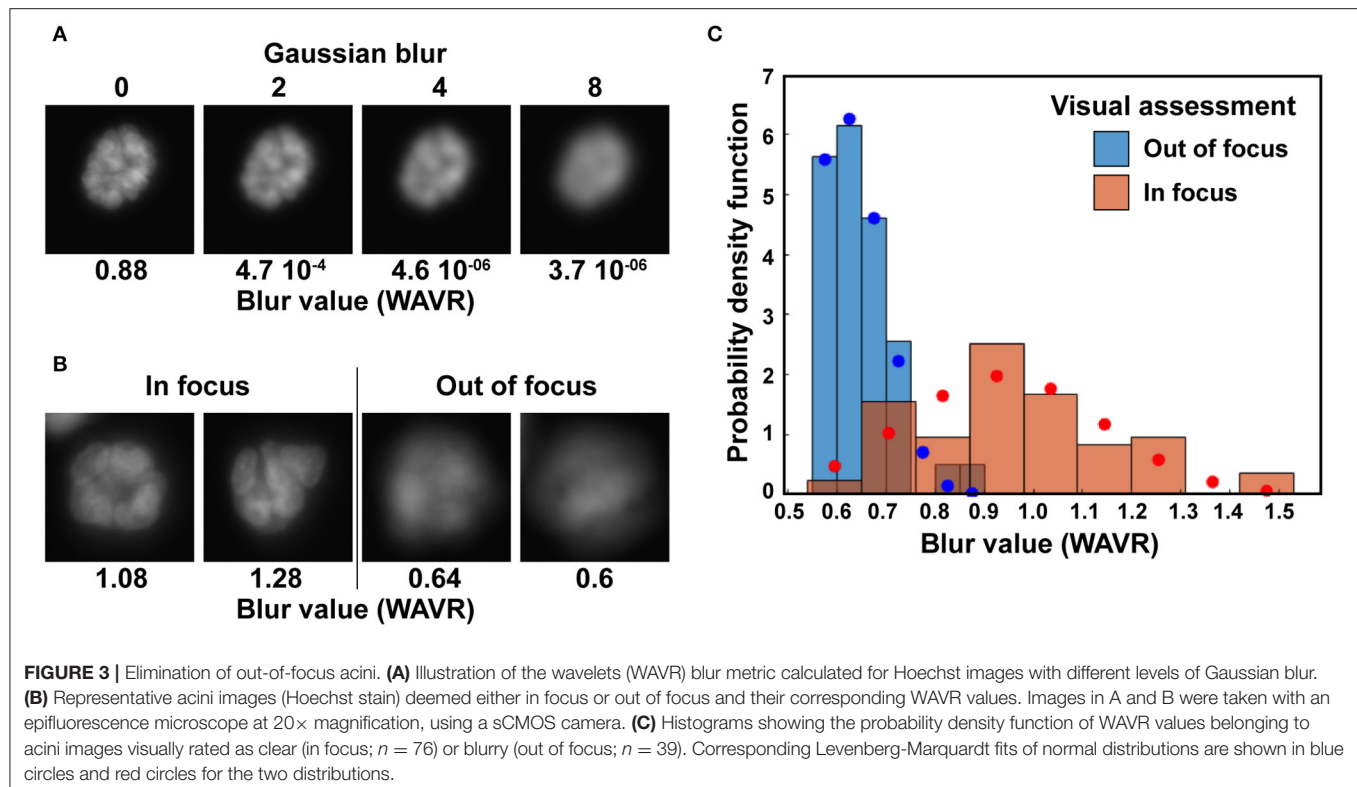 A
Gaussian blur
0 2 4 8
0.88 4.7 10-4 4.6 10-06 3.7 10-06
Blur value (WAVR)
B
In focus Out of focus
1.08 1.28 0.64 0.6
Blur value (WAVR)
C
Probability density function
7
6
5
4
3
2
1
0
Visual assessment
Out of focus
In focus
0.5 0.6 0.7 0.8 0.9 1.0 1.1 1.2 1.3 1.4 1.5
Blur value (WAVR)
FIGURE 3 | Elimination of out-of-focus acini. (A) Illustration of the wavelets (WAVR) blur metric calculated for Hoechst images with different levels of Gaussian blur.
(B) Representative acini images (Hoechst stain) deemed either in focus or out of focus and their corresponding WAVR values. Images in A and B were taken with an
epifluorescence microscope at 20× magnification, using a sCMOS camera. (C) Histograms showing the probability density function of WAVR values belonging to
acini images visually rated as clear (in focus; n = 76) or blurry (out of focus; n = 39). Corresponding Levenberg-Marquardt fits of normal distributions are shown in blue
circles and red circles for the two distributions.